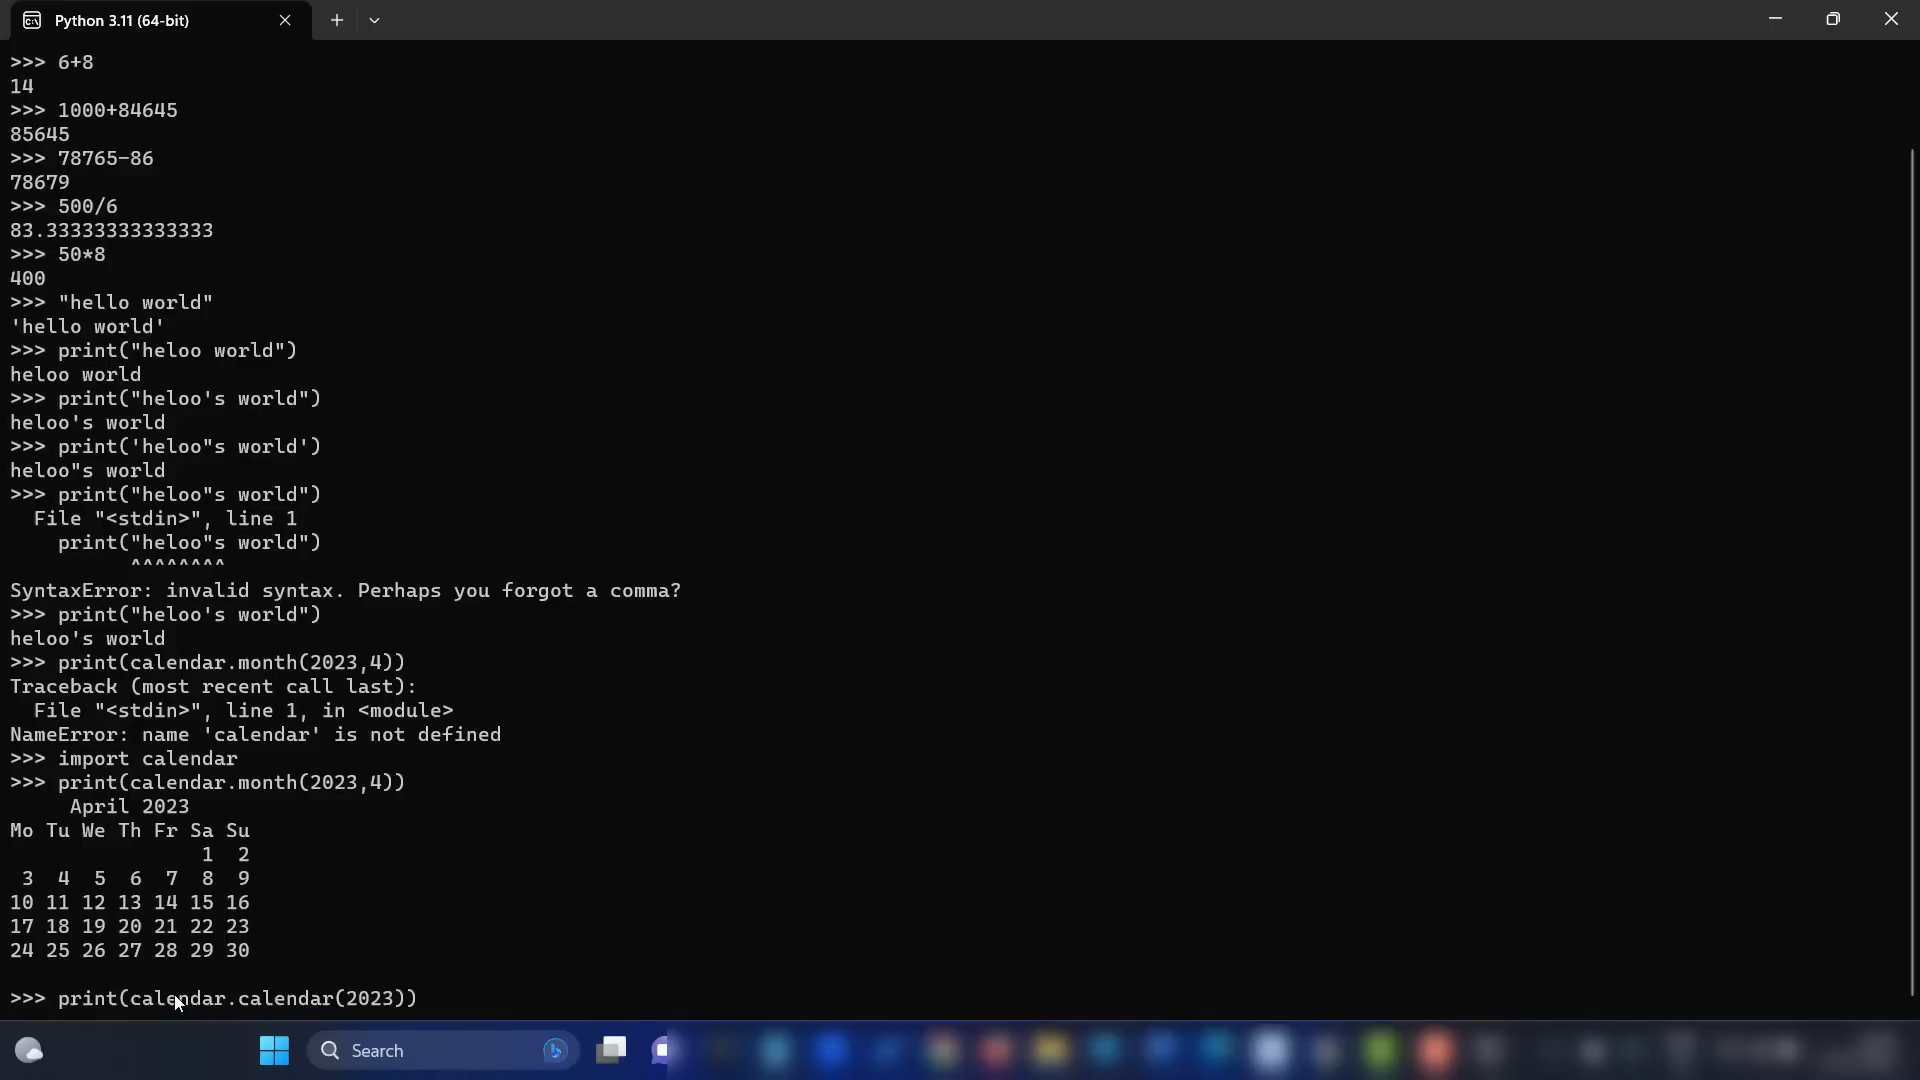 Python 3.11 (64-bit)
>>> 6+8
14
>>> 1000+84645
85645
>>> 78765-86
78679
>>> 500/6
83.33333333333333
>>> 50*8
400
>>> "hello world"
'hello world'
>>> print("heloo world")
heloo world
>>> print("heloo's world")
heloo's world
>>> print('heloo"s world')
heloo"s world
>>> print("heloo"s world")
  File "<stdin>", line 1
    print("heloo"s world")
          ^^^^^^^^
SyntaxError: invalid syntax. Perhaps you forgot a comma?
>>> print("heloo's world")
heloo's world
>>> print(calendar.month(2023,4))
Traceback (most recent call last):
  File "<stdin>", line 1, in <module>
NameError: name 'calendar' is not defined
>>> import calendar
>>> print(calendar.month(2023,4))
     April 2023
Mo Tu We Th Fr Sa Su
                1  2
 3  4  5  6  7  8  9
10 11 12 13 14 15 16
17 18 19 20 21 22 23
24 25 26 27 28 29 30
>>> print(calendar.calendar(2023))
Search